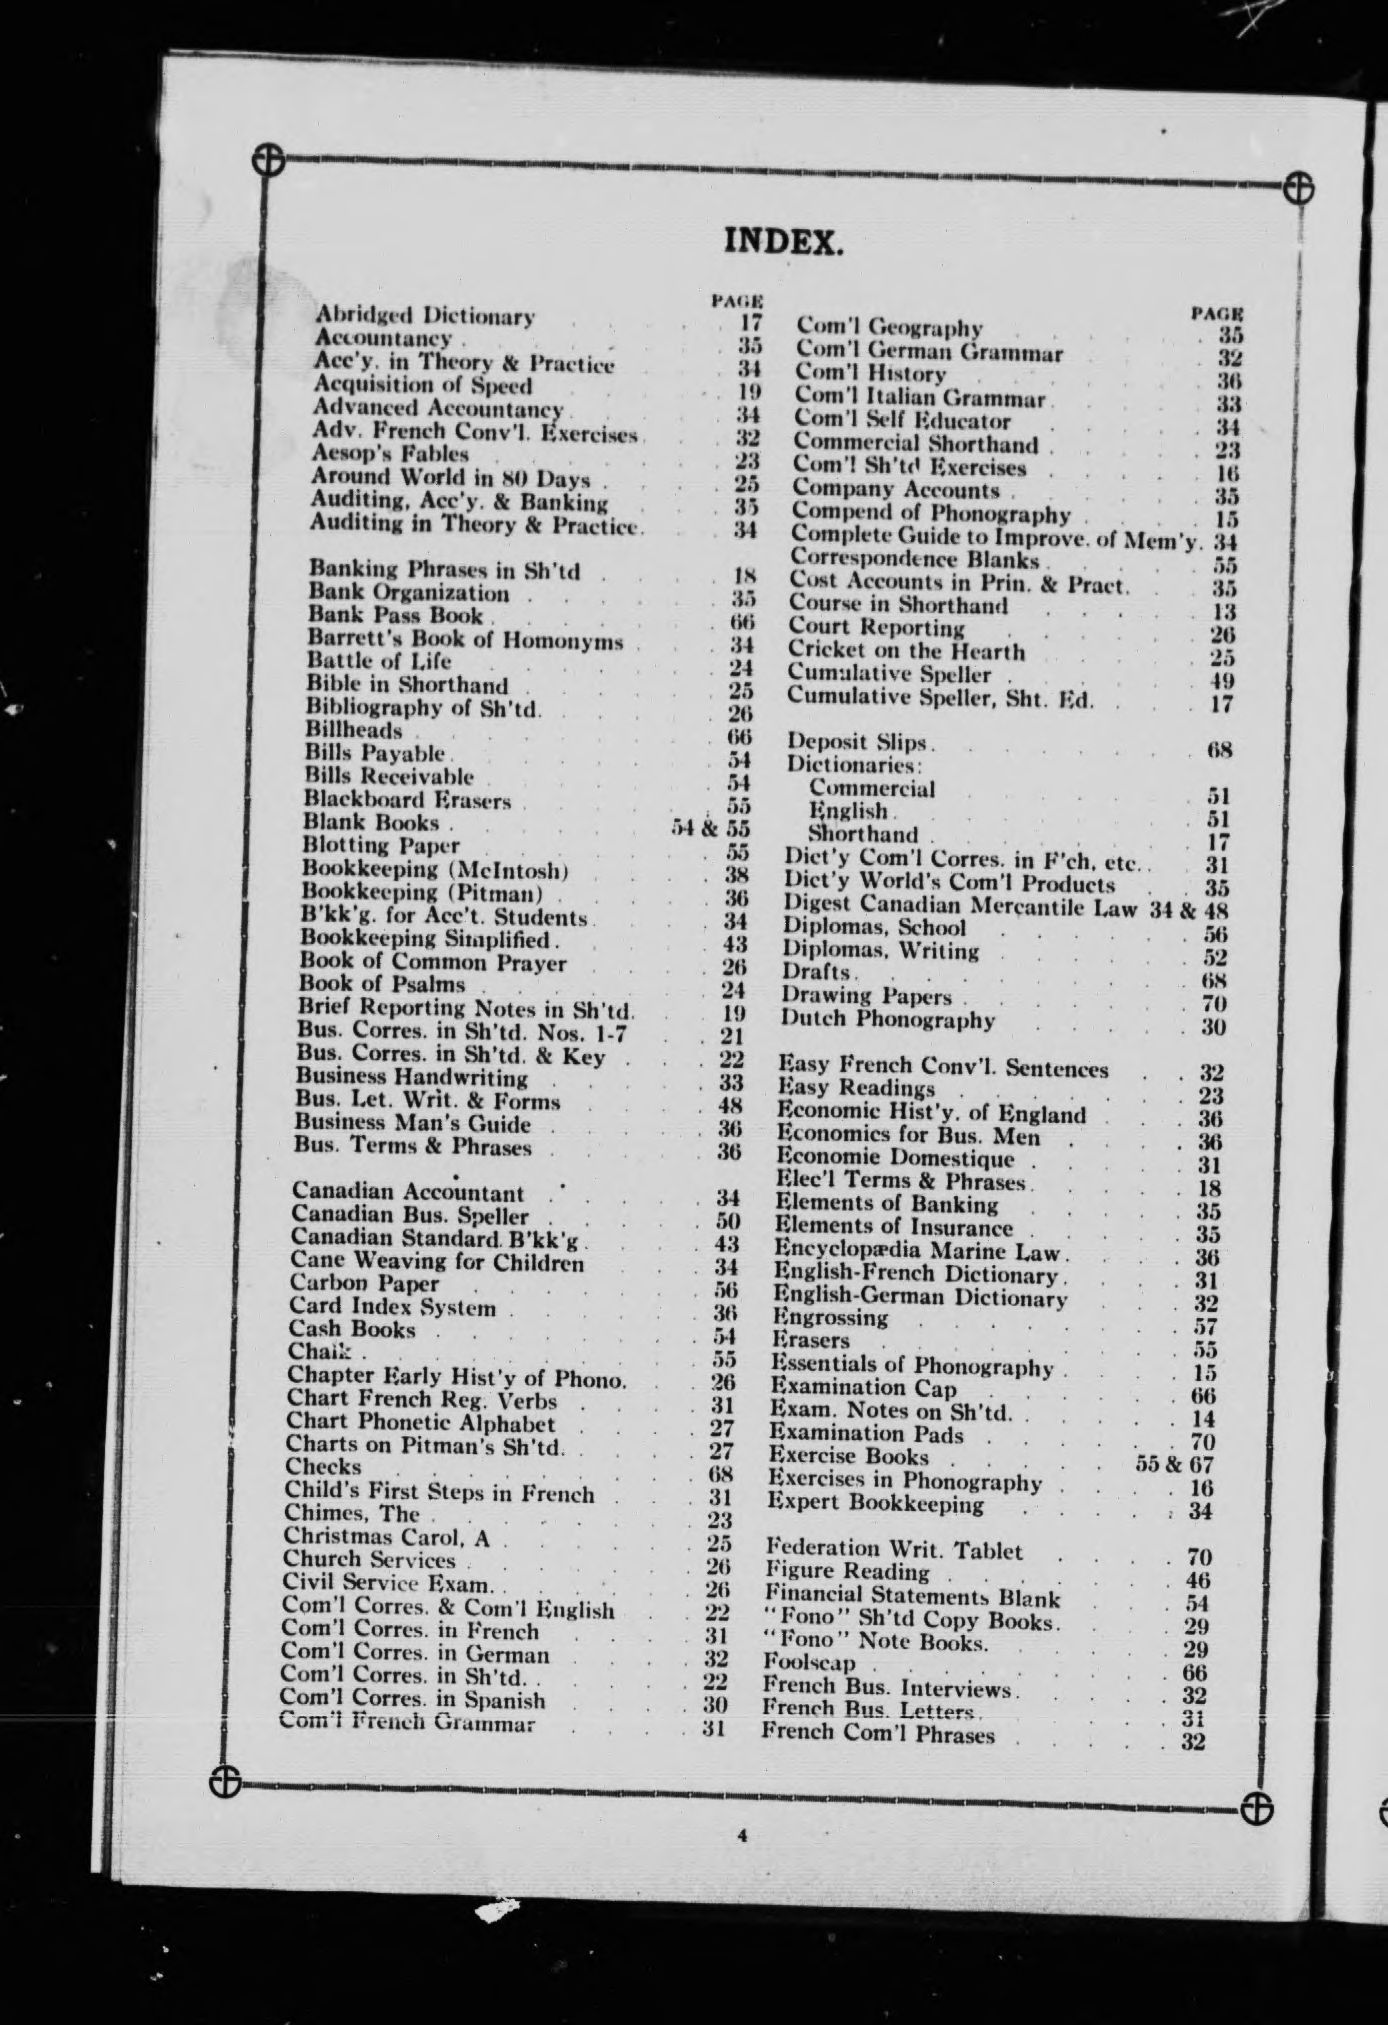 INDEX.
PAGE
Abridged Dictionary 17
Accountancy 35
Acc'y. in Theory & Practice 34
Acquisition of Speed 19
Advanced Accountancy 34
Adv. French Conv'l. Exercises 32
Aesop's Fables 23
Around World in 80 Days 25
Auditing, Acc'y. & Banking 35
Auditing in Theory & Practice 34
Banking Phrases in Sh'td 18
Bank Organization 35
Bank Pass Book 66
Barrett's Book of Homonyms 34
Battle of Life 24
Bible in Shorthand 25
Bibliography of Sh'td. 26
Billheads 66
Bills Payable 54
Bills Receivable 54
Blackboard Erasers 55
Blank Books 54 & 55
Blotting Paper 55
Bookkeeping (McIntosh) 38
Bookkeeping (Pitman) 36
B'kk'g. for Acc't. Students 34
Bookkeeping Simplified 43
Book of Common Prayer 26
Book of Psalms 24
Brief Reporting Notes in Sh'td. 19
Bus. Corres. in Sh'td. Nos. 1-7 21
Bus. Corres. in Sh'td. & Key 22
Business Handwriting 33
Bus. Let. Writ. & Forms 48
Business Man's Guide 36
Bus. Terms & Phrases 36
Canadian Accountant 34
Canadian Bus. Speller 50
Canadian Standard B'kk'g 43
Cane Weaving for Children 34
Carbon Paper 56
Card Index System 36
Cash Books 54
Chalk 55
Chapter Early Hist'y of Phono. 26
Chart French Reg. Verbs 31
Chart Phonetic Alphabet 27
Charts on Pitman's Sh'td. 27
Checks 68
Child's First Steps in French 31
Chimes, The 23
Christmas Carol, A 25
Church Services 26
Civil Service Exam. 26
Com'l Corres. & Com'l English 22
Com'l Corres. in French 31
Com'l Corres. in German 32
Com'l Corres. in Sh'td. 22
Com'l Corres. in Spanish 30
Com'l French Grammar 31
PAGE
Com'l Geography 35
Com'l German Grammar 32
Com'l History 36
Com'l Italian Grammar 33
Com'l Self Educator 34
Commercial Shorthand 23
Com'l Sh'td Exercises 16
Company Accounts 35
Compend of Phonography 15
Complete Guide to Improve. of Mem'y. 34
Correspondence Blanks 55
Cost Accounts in Prin. & Pract. 35
Course in Shorthand 13
Court Reporting 26
Cricket on the Hearth 25
Cumulative Speller 49
Cumulative Speller, Sht. Ed. 17
Deposit Slips 68
Dictionaries:
Commercial 51
English 51
Shorthand 17
Dict'y Com'l Corres. in F'ch, etc. 31
Dict'y World's Com'l Products 35
Digest Canadian Mercantile Law 34 & 48
Diplomas, School 56
Diplomas, Writing 52
Drafts 68
Drawing Papers 70
Dutch Phonography 30
Easy French Conv'l. Sentences 32
Easy Readings 23
Economic Hist'y. of England 36
Economics for Bus. Men 36
Economie Domestique 31
Elec'l Terms & Phrases 18
Elements of Banking 35
Elements of Insurance 35
Encyclopædia Marine Law 36
English-French Dictionary 31
English-German Dictionary 32
Engrossing 57
Erasers 55
Essentials of Phonography 15
Examination Cap 66
Exam. Notes on Sh'td. 14
Examination Pads 70
Exercise Books 55 & 67
Exercises in Phonography 16
Expert Bookkeeping 34
Federation Writ. Tablet 70
Figure Reading 46
Financial Statements Blank 54
"Fono" Sh'td Copy Books 29
"Fono" Note Books. 29
Foolscap 66
French Bus. Interviews 32
French Bus. Letters 31
French Com'l Phrases 32
4